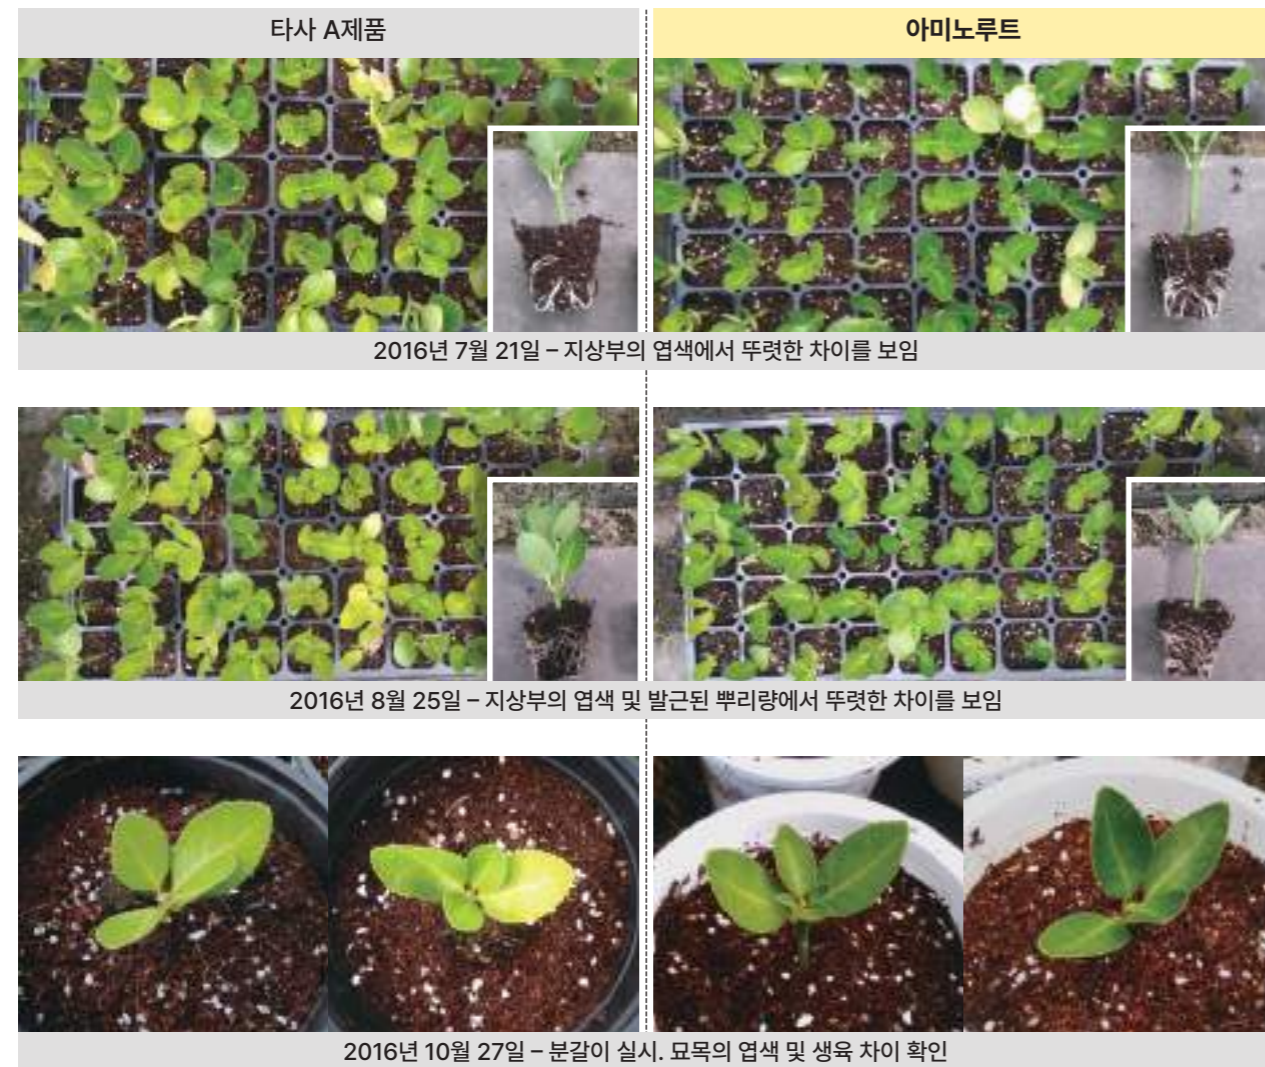 타사 A제품
아미노루트
2016년 7월 21일 – 지상부의 엽색에서 뚜렷한 차이를 보임
2016년 8월 25일 – 지상부의 엽색 및 발근된 뿌리량에서 뚜렷한 차이를 보임
2016년 10월 27일 – 분갈이 실시. 묘목의 엽색 및 생육 차이 확인